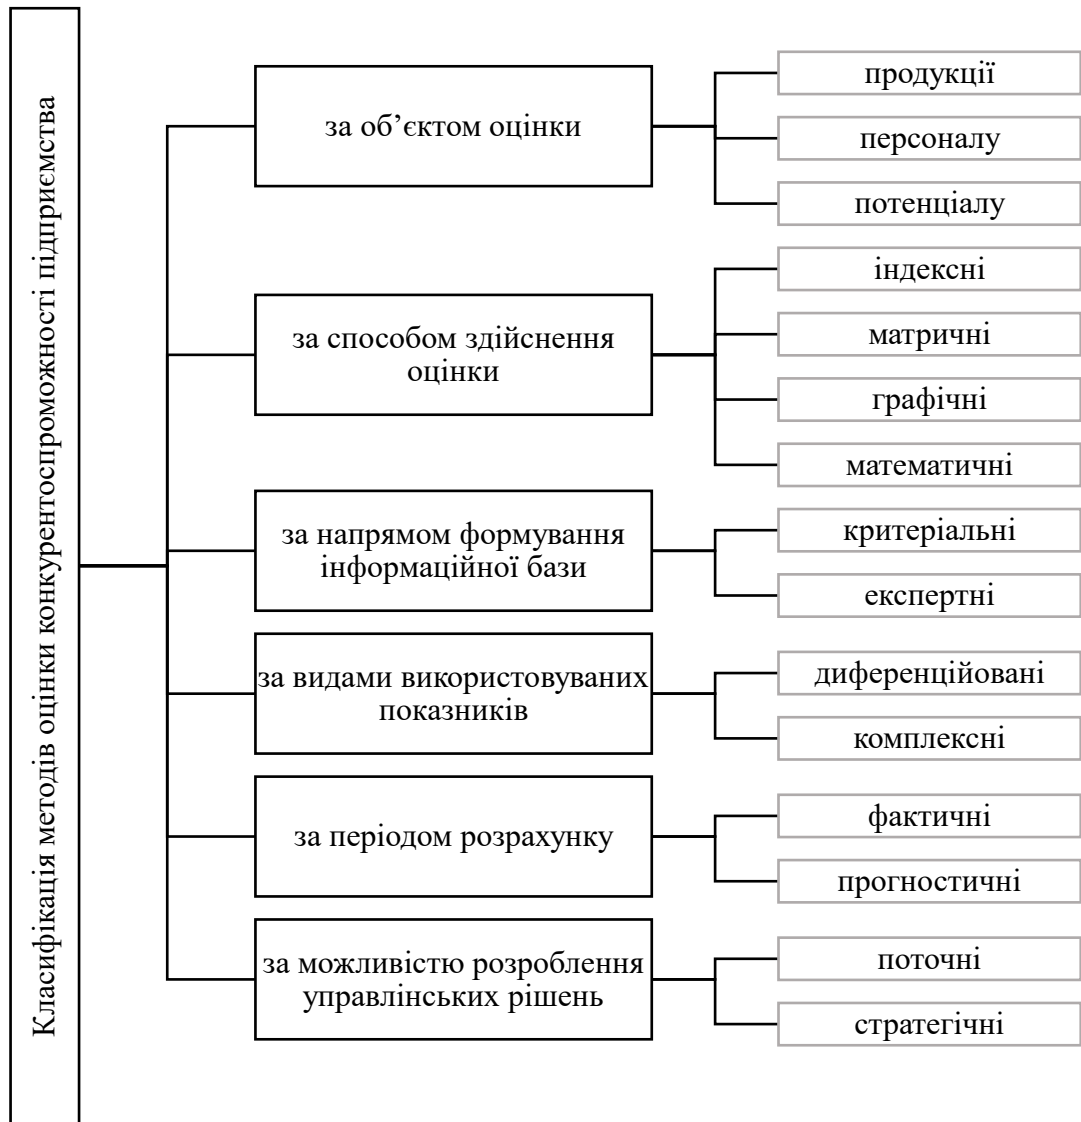 Класифікація методів оцінки конкурентоспроможності підприємства
за об’єктом оцінки
продукції
персоналу
потенціалу
за способом здійснення
оцінки
індексні
матричні
графічні
математичні
за напрямом формування
інформаційної бази
критеріальні
експертні
за видами використовуваних
показників
диференційовані
комплексні
за періодом розрахунку
фактичні
прогностичні
за можливістю розроблення
управлінських рішень
поточні
стратегічні